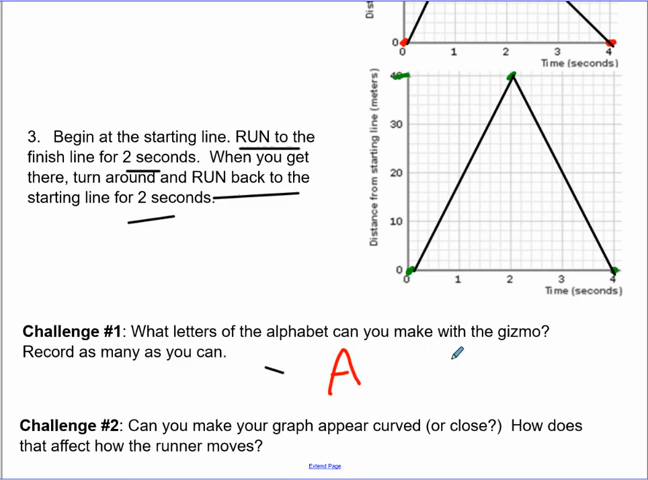 Dis
0
0
1
2
3
4
Time (seconds)
Distance from starting line (meters)
40
30
20
10
0
0
1
2
3
4
Time (seconds)
3. Begin at the starting line. RUN to the
finish line for 2 seconds. When you get
there, turn around and RUN back to the
starting line for 2 seconds.
Challenge #1: What letters of the alphabet can you make with the gizmo?
Record as many as you can.
A
Challenge #2: Can you make your graph appear curved (or close?) How does
that affect how the runner moves?
Extend Page